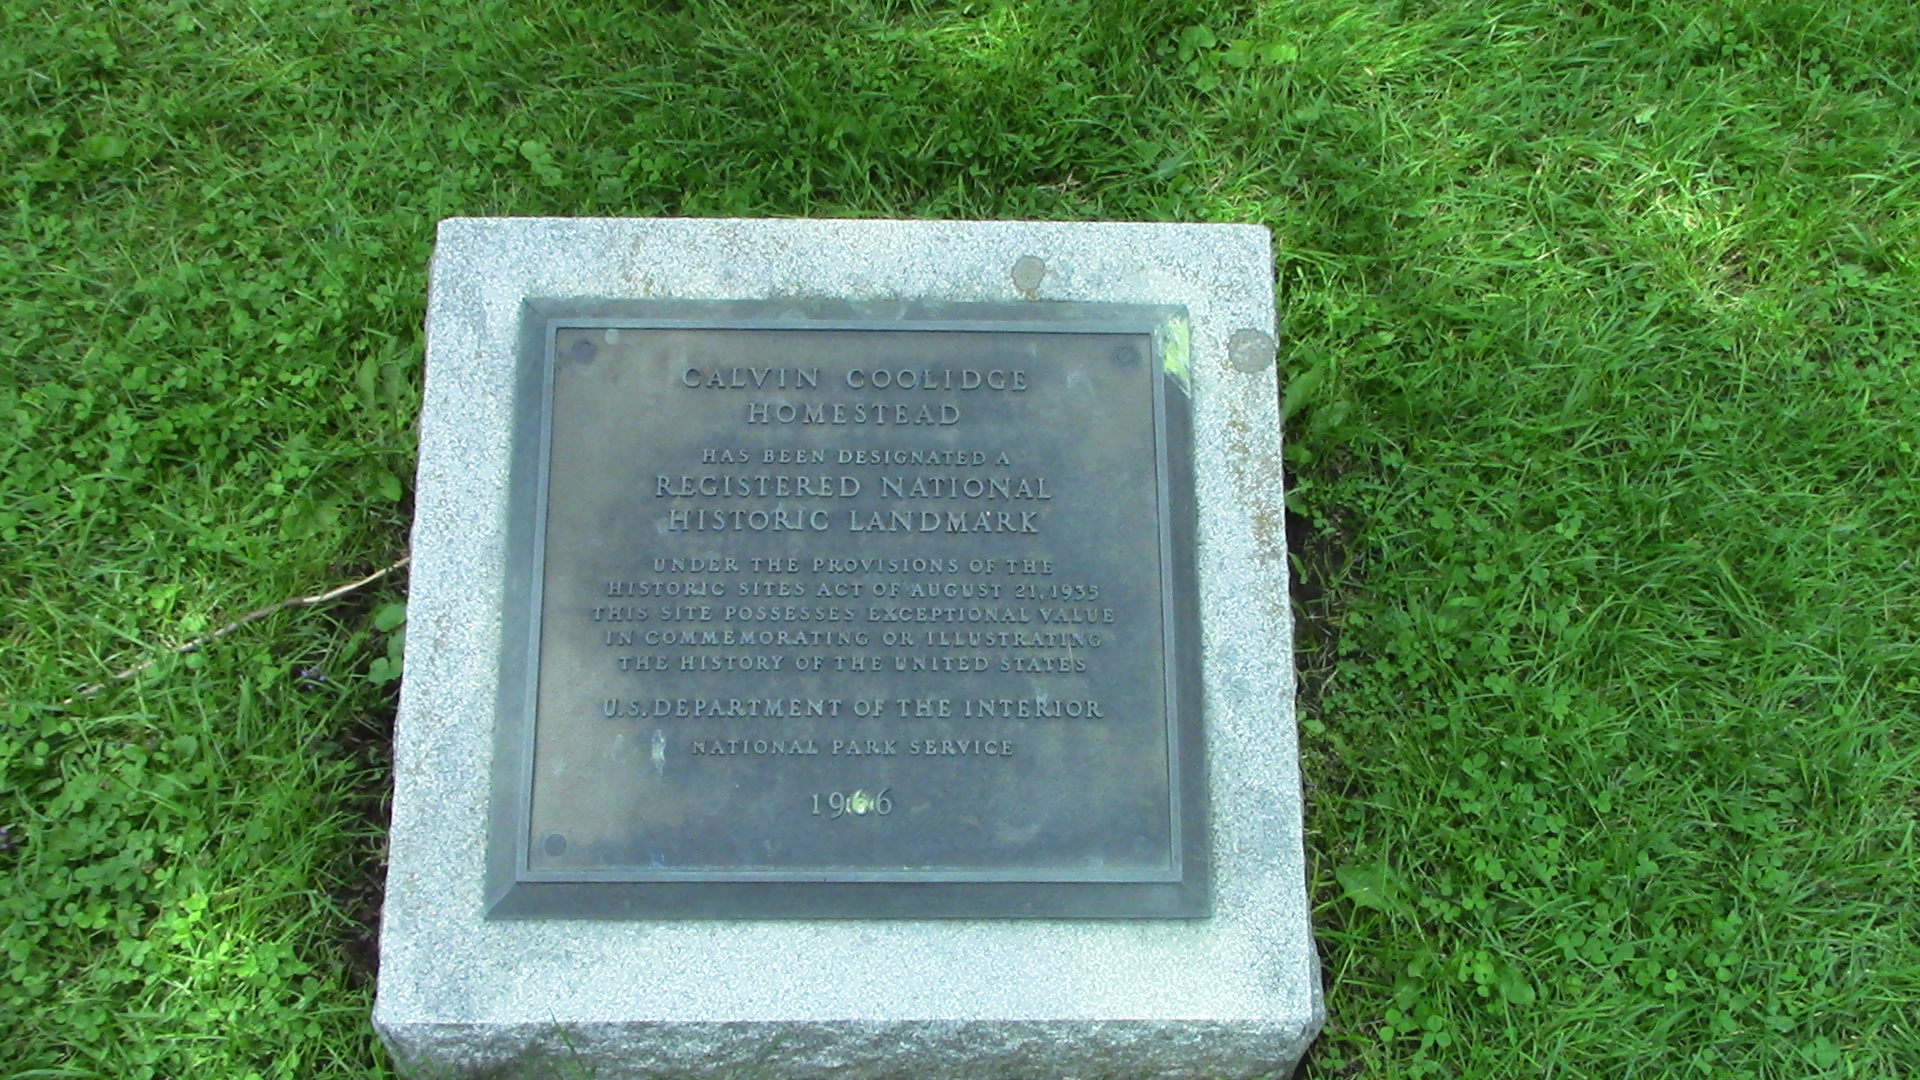 CALVIN COOLIDGE
HOMESTEAD
HAS BEEN DESIGNATED A
REGISTERED NATIONAL
HISTORIC LANDMARK
UNDER THE PROVISIONS OF THE
HISTORIC SITES ACT OF AUGUST 21, 1935
THIS SITE POSSESSES EXCEPTIONAL VALUE
IN COMMEMORATING OR ILLUSTRATING
THE HISTORY OF THE UNITED STATES
U.S. DEPARTMENT OF THE INTERIOR
NATIONAL PARK SERVICE
1966